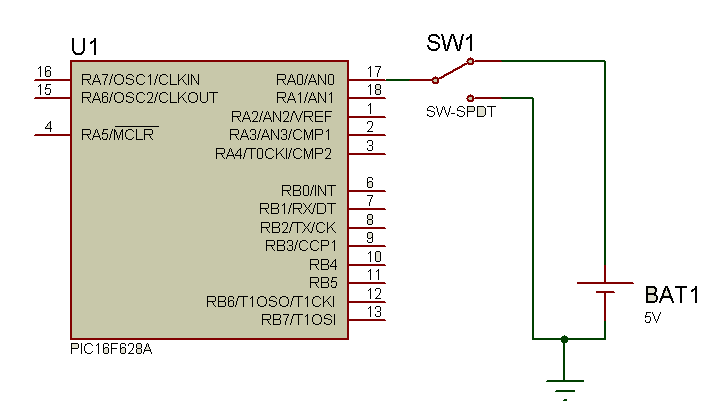 U1
16 RA7/OSC1/CLKIN RA0/AN0 17
15 RA6/OSC2/CLKOUT RA1/AN1 18
RA2/AN2/VREF 1
4 RA5/MCLR RA3/AN3/CMP1 2
RA4/T0CKI/CMP2 3
RB0/INT 6
RB1/RX/DT 7
RB2/TX/CK 8
RB3/CCP1 9
RB4 10
RB5 11
RB6/T1OSO/T1CKI 12
RB7/T1OSI 13
PIC16F628A
SW1
SW-SPDT
BAT1
5V